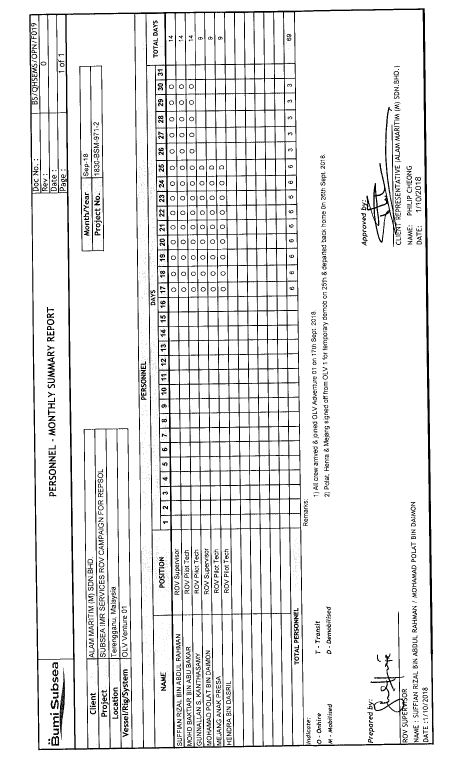 Bumi Subsea
PERSONNEL - MONTHLY SUMMARY REPORT
Doc No. : BS/QHSEMS/OPN/F019
Rev : 0
Date :
Page : 1 of 1
Client ALAM MARITIM (M) SDN.BHD.
Project SUBSEA IMR SERVICES ROV CAMPAIGN FOR REPSOL
Location Terengganu, Malaysia
Vessel/Rig/System OLV Venture 01
Month/Year Sep-18
Project No. 1830-BSM-971-2
PERSONNEL
NAME POSITION DAYS TOTAL DAYS
1 2 3 4 5 6 7 8 9 10 11 12 13 14 15 16 17 18 19 20 21 22 23 24 25 26 27 28 29 30 31
SUFFIAN RIZAL BIN ABDUL RAHMAN ROV Supervisor O O O O O O O O O O O O O O 14
MOHD BAKTIAR BIN ABU BAKAR ROV Pilot Tech O O O O O O O O O O O O O O 14
GUNNALLAN S. KANTHASAMY ROV Pilot Tech O O O O O O O O O O O O O O 14
MOHAMAD POLAT BIN DAIMON ROV Supervisor O O O O O O O O D 9
MEJANG ANAK PRESA ROV Pilot Tech O O O O O O O O D 9
HENDRA BIN DASRIL ROV Pilot Tech O O O O O O O O D 9
TOTAL PERSONNEL 6 6 6 6 6 6 6 6 6 3 3 3 3 3 69
Indicator:
O - Onhire T - Transit
M - Mobilised D - Demobilised
Remarks:
1) All crew arrived & joined OLV Adventure 01 on 17th Sept. 2018.
2) Polat, Henra & Mejang signed off from OLV 1 for temporary demob on 25th & departed back home 0n 26th Sept. 2018.
Prepared by:
ROV SUPERVISOR
NAME : SUFFIAN RIZAL BIN ABDUL RAHMAN / MOHAMAD POLAT BIN DAIMON
DATE :1/10/2018
Approved by:
CLIENT REPRESENTATIVE (ALAM MARITIM (M) SDN.BHD.)
NAME: PHILIP CHEONG
DATE: 1/10/2018